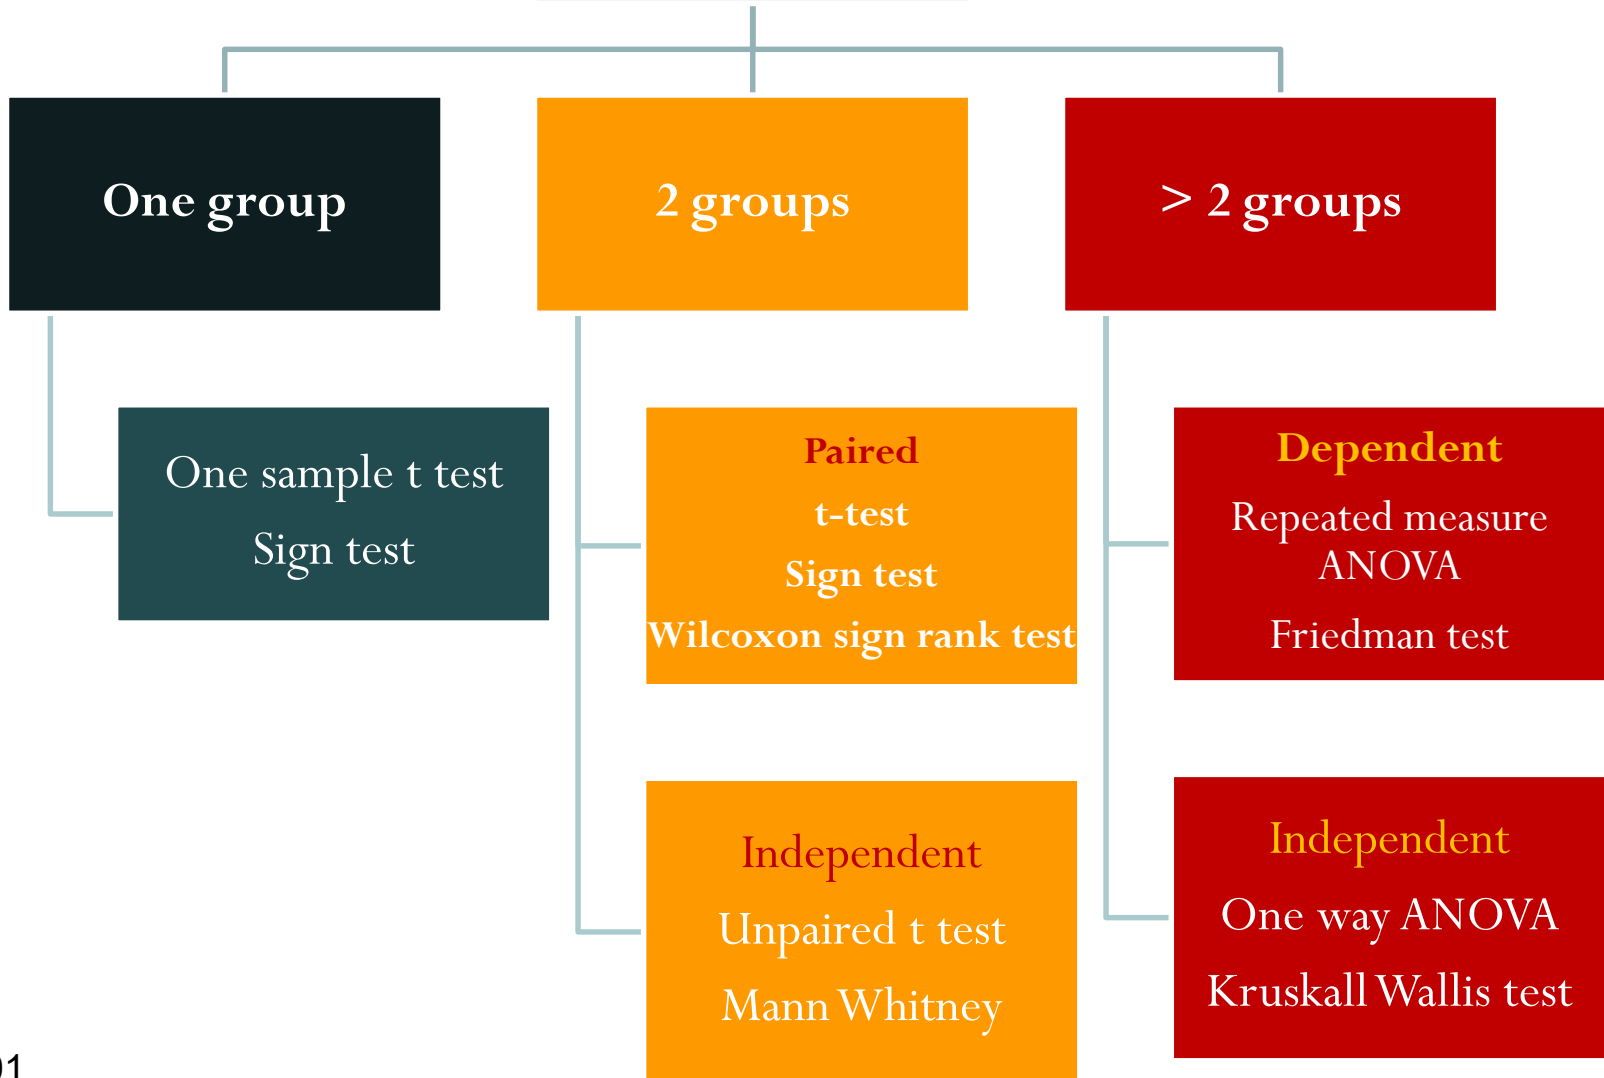 One group
2 groups
> 2 groups
One sample t test
Sign test
Paired
t-test
Sign test
Wilcoxon sign rank test
Dependent
Repeated measure
ANOVA
Friedman test
Independent
Unpaired t test
Mann Whitney
Independent
One way ANOVA
Kruskall Wallis test